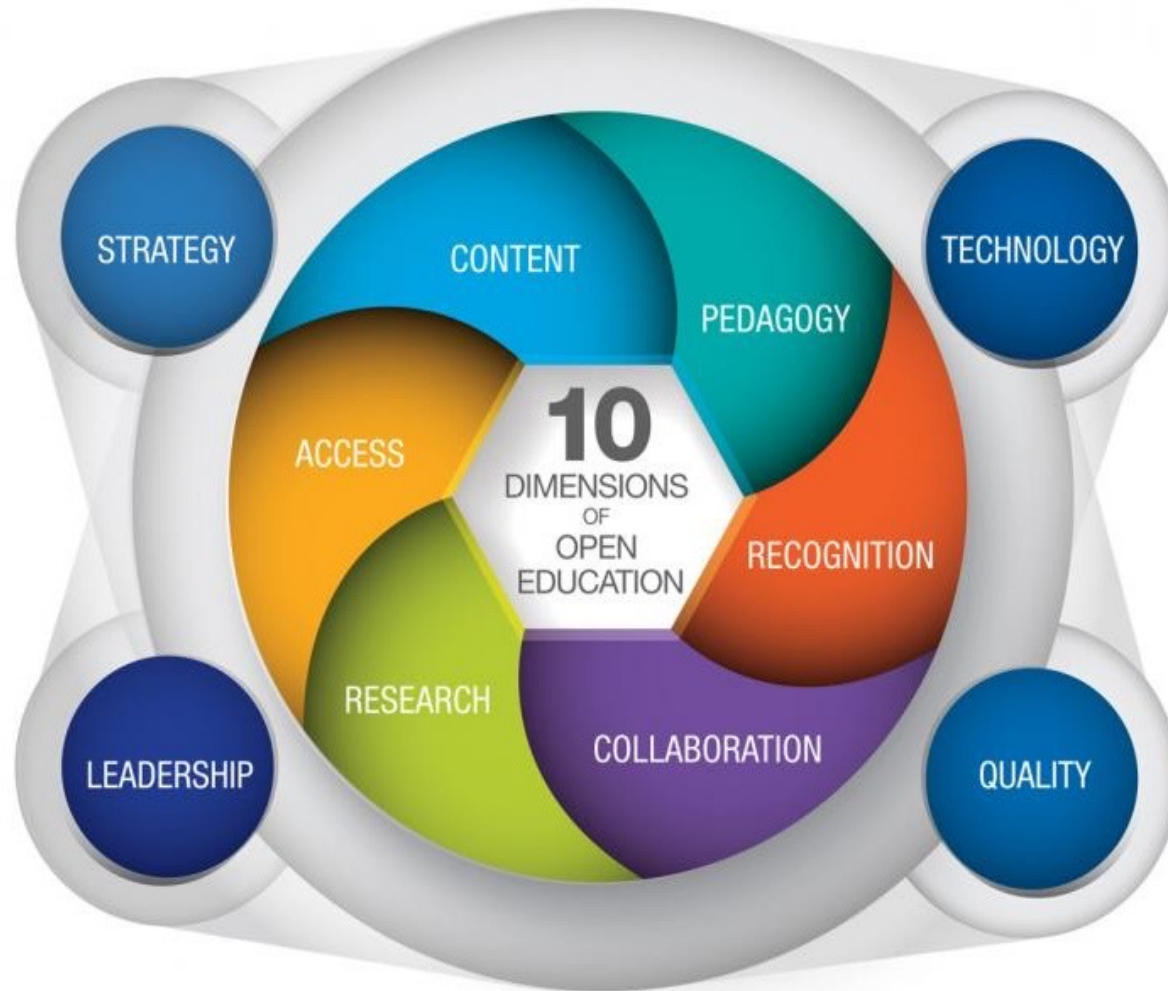 STRATEGY
TECHNOLOGY
CONTENT
PEDAGOGY
ACCESS
10
DIMENSIONS
OF
OPEN
EDUCATION
RECOGNITION
RESEARCH
COLLABORATION
LEADERSHIP
QUALITY